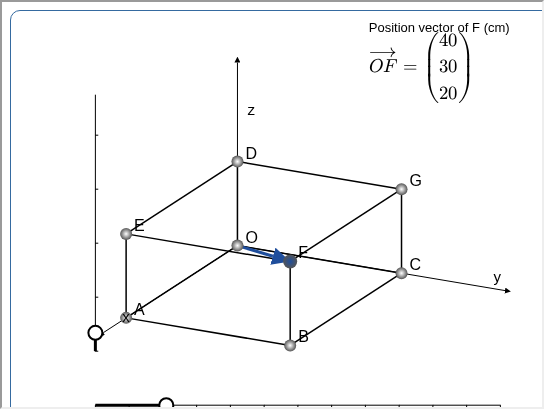 Position vector of F (cm)
OF = (40
30
20)
z
D
G
E
O
F
C
y
A
x
B